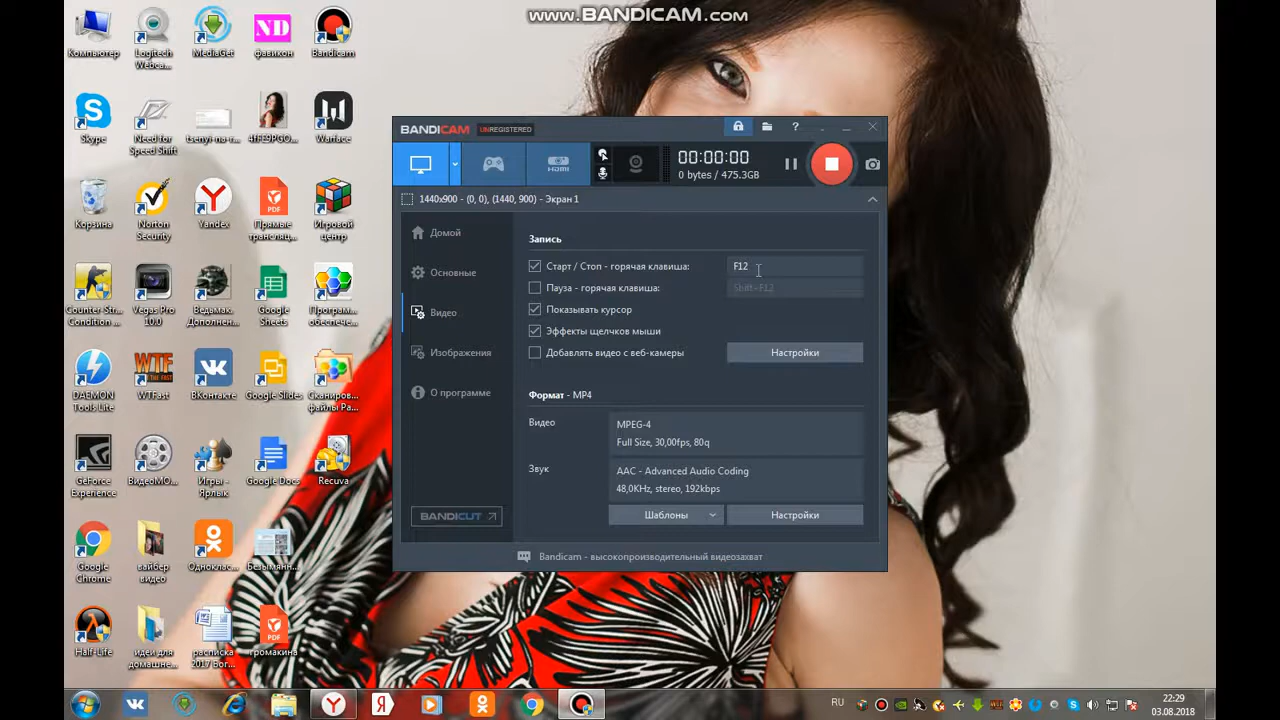 www.BANDICAM.com
Компьютер
Logitech
Webca...
MediaGet
фавикон
Bandicam
Skype
Need for
Speed Shift
tsenyi-na-r...
4fFE9PGO...
Warface
Корзина
Norton
Security
Yandex
Прямые
трансляц...
Игровой
центр
Counter-Str...
Condition ...
Vegas Pro
10.0
Ведьмак.
Дополнен...
Google
Sheets
Програм...
обеспече...
DAEMON
Tools Lite
WTFast
ВКонтакте
Google Slides
Сканиров...
файлы Pa...
GeForce
Experience
ВидеоМО...
Игры -
Ярлык
Google Docs
Recuva
Google
Chrome
вайбер
видео
Однокласс...
Безымянн...
Half-Life
идеи для
домашне...
расписка
2017 Бог...
громакина
BANDICAM UNREGISTERED
HDMI
00:00:00
0 bytes / 475.3GB
1440x900 - (0, 0), (1440, 900) - Экран 1
Домой
Основные
Видео
Изображения
О программе
BANDICUT
Запись
Старт / Стоп - горячая клавиша: F12
Пауза - горячая клавиша: Shift+F12
Показывать курсор
Эффекты щелчков мыши
Добавлять видео с веб-камеры Настройки
Формат - MP4
Видео MPEG-4
Full Size, 30,00fps, 80q
Звук AAC - Advanced Audio Coding
48,0KHz, stereo, 192kbps
Шаблоны Настройки
Bandicam - высокопроизводительный видеозахват
RU
22:29
03.08.2018